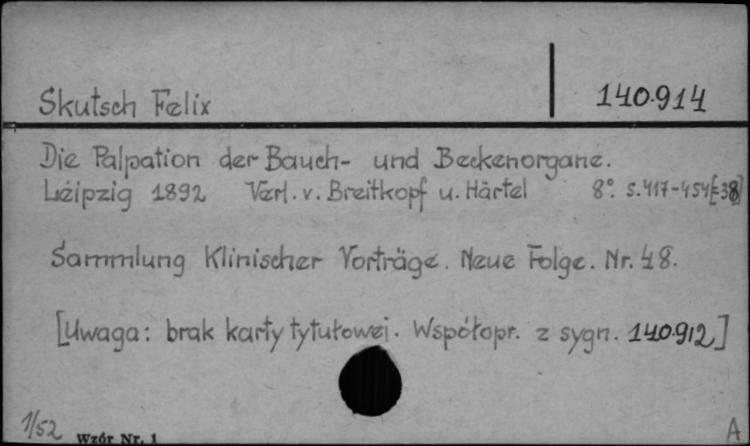 Skutsch Felix
140.914
Die Palpation der Bauch- und Beckenorgane.
Leipzig 1892 Verl. v. Breitkopf u. Härtel 8°. S. 417-454[=38]
Sammlung Klinischer Vorträge. Neue Folge. Nr. 48.
[Uwaga: brak karty tytułowej. Współopr. z sygn. 140.912]
1/52
Wzór Nr. 1
A